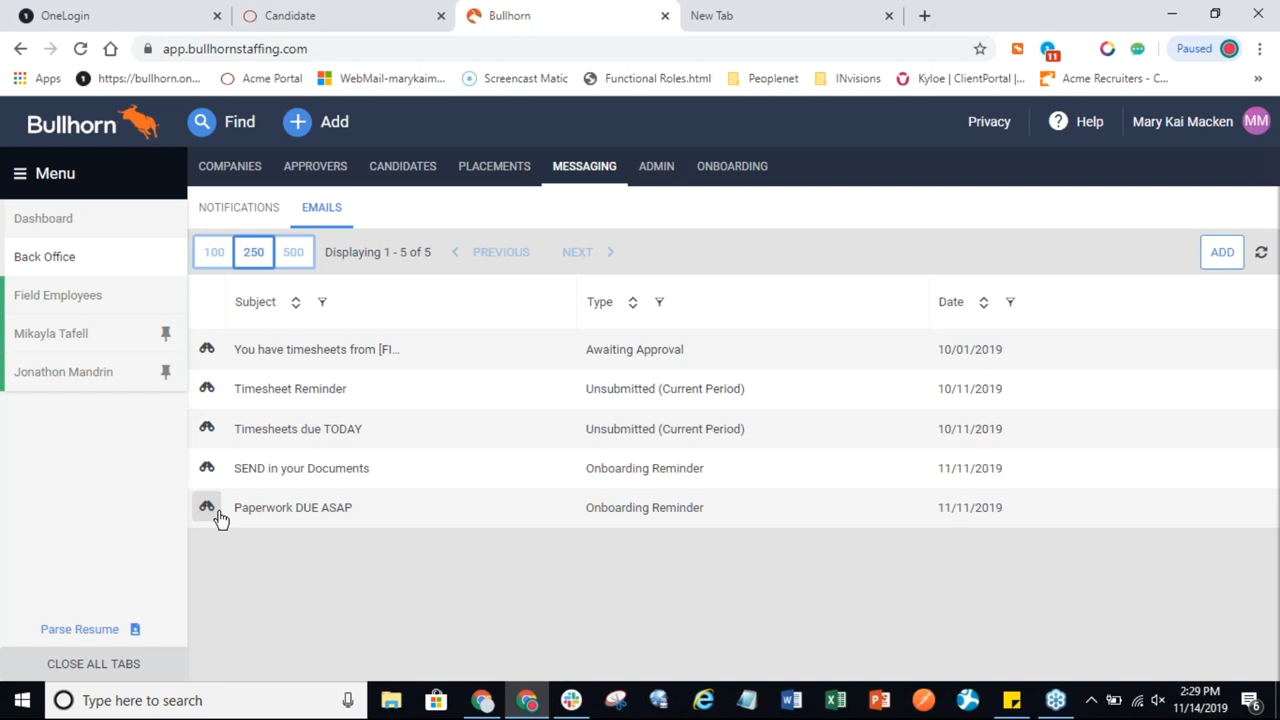 OneLogin
Candidate
Bullhorn
New Tab
app.bullhornstaffing.com
11
Paused
Apps
https://bullhorn.on...
Acme Portal
WebMail-marykaim...
Screencast Matic
Functional Roles.html
Peoplenet
INvisions
Kyloe | ClientPortal |...
Acme Recruiters - C...
Bullhorn
Find
Add
Privacy
Help
Mary Kai Macken
MM
Menu
COMPANIES
APPROVERS
CANDIDATES
PLACEMENTS
MESSAGING
ADMIN
ONBOARDING
Dashboard
Back Office
Field Employees
Mikayla Tafell
Jonathon Mandrin
NOTIFICATIONS
EMAILS
100
250
500
Displaying 1 - 5 of 5
PREVIOUS
NEXT
ADD
Subject
Type
Date
You have timesheets from [FI...
Awaiting Approval
10/01/2019
Timesheet Reminder
Unsubmitted (Current Period)
10/11/2019
Timesheets due TODAY
Unsubmitted (Current Period)
10/11/2019
SEND in your Documents
Onboarding Reminder
11/11/2019
Paperwork DUE ASAP
Onboarding Reminder
11/11/2019
Parse Resume
CLOSE ALL TABS
Type here to search
2:29 PM
11/14/2019
6